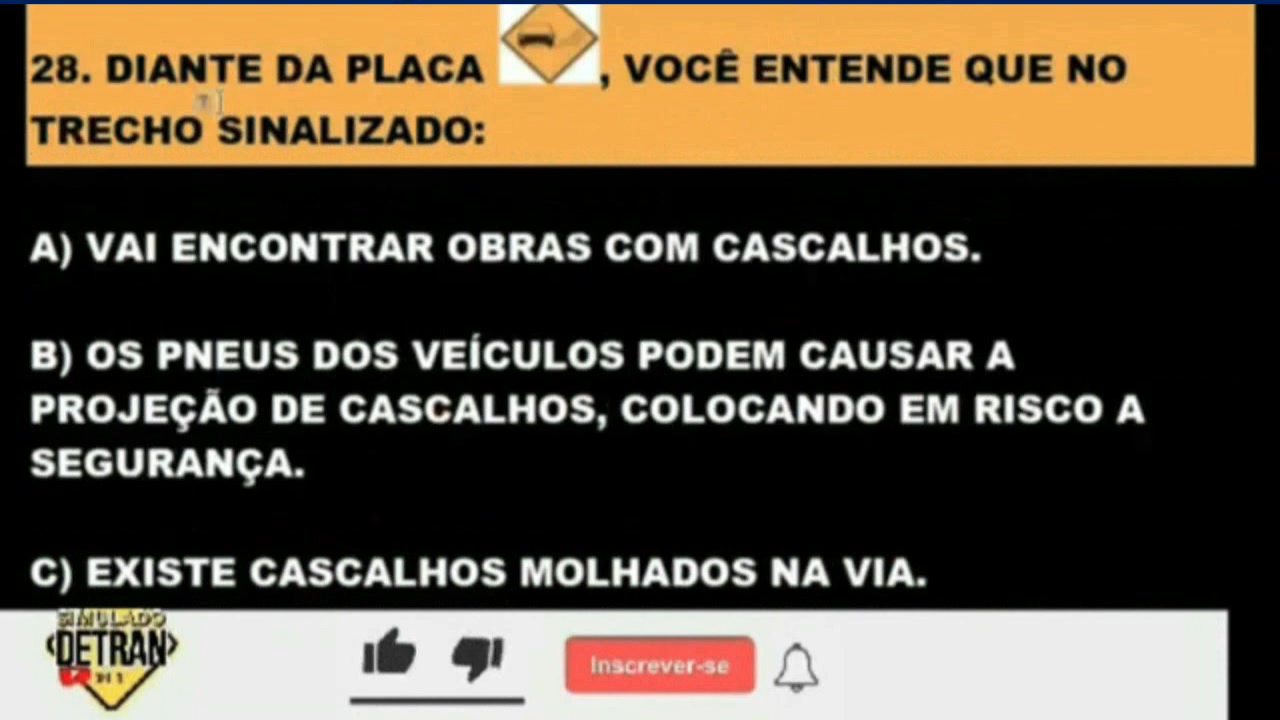 28. DIANTE DA PLACA , VOCÊ ENTENDE QUE NO
TRECHO SINALIZADO:
A) VAI ENCONTRAR OBRAS COM CASCALHOS.
B) OS PNEUS DOS VEÍCULOS PODEM CAUSAR A
PROJEÇÃO DE CASCALHOS, COLOCANDO EM RISCO A
SEGURANÇA.
C) EXISTE CASCALHOS MOLHADOS NA VIA.
SIMULADO
DETRAN
Inscrever-se